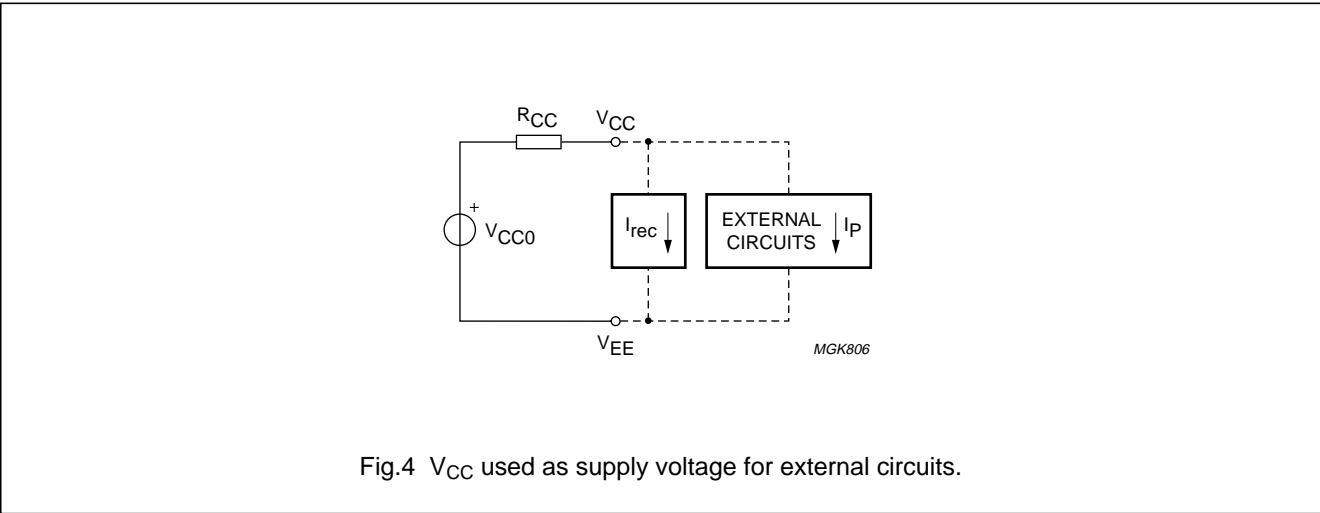 RCC
VCC
+
VCC0
Irec
EXTERNAL
CIRCUITS
IP
VEE
MGK806
Fig.4 VCC used as supply voltage for external circuits.